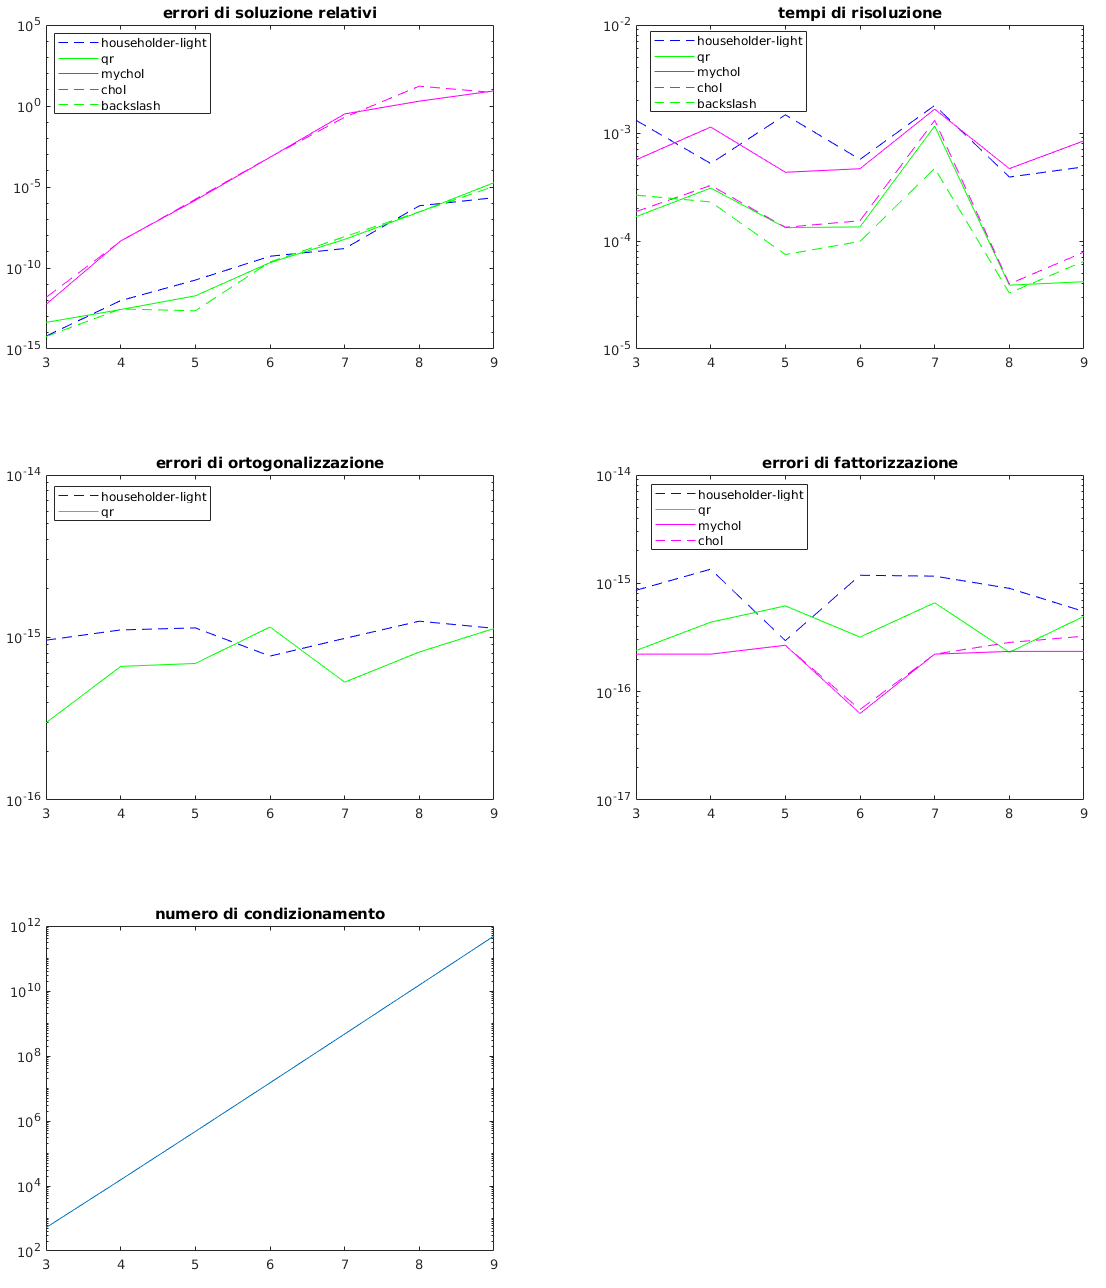 errori di soluzione relativi
10^5
10^0
10^-5
10^-10
10^-15
householder-light
qr
mychol
chol
backslash
3 4 5 6 7 8 9
tempi di risoluzione
10^-2
10^-3
10^-4
10^-5
householder-light
qr
mychol
chol
backslash
3 4 5 6 7 8 9
errori di ortogonalizzazione
10^-14
10^-15
10^-16
householder-light
qr
3 4 5 6 7 8 9
errori di fattorizzazione
10^-14
10^-15
10^-16
10^-17
householder-light
qr
mychol
chol
3 4 5 6 7 8 9
numero di condizionamento
10^12
10^10
10^8
10^6
10^4
10^2
3 4 5 6 7 8 9